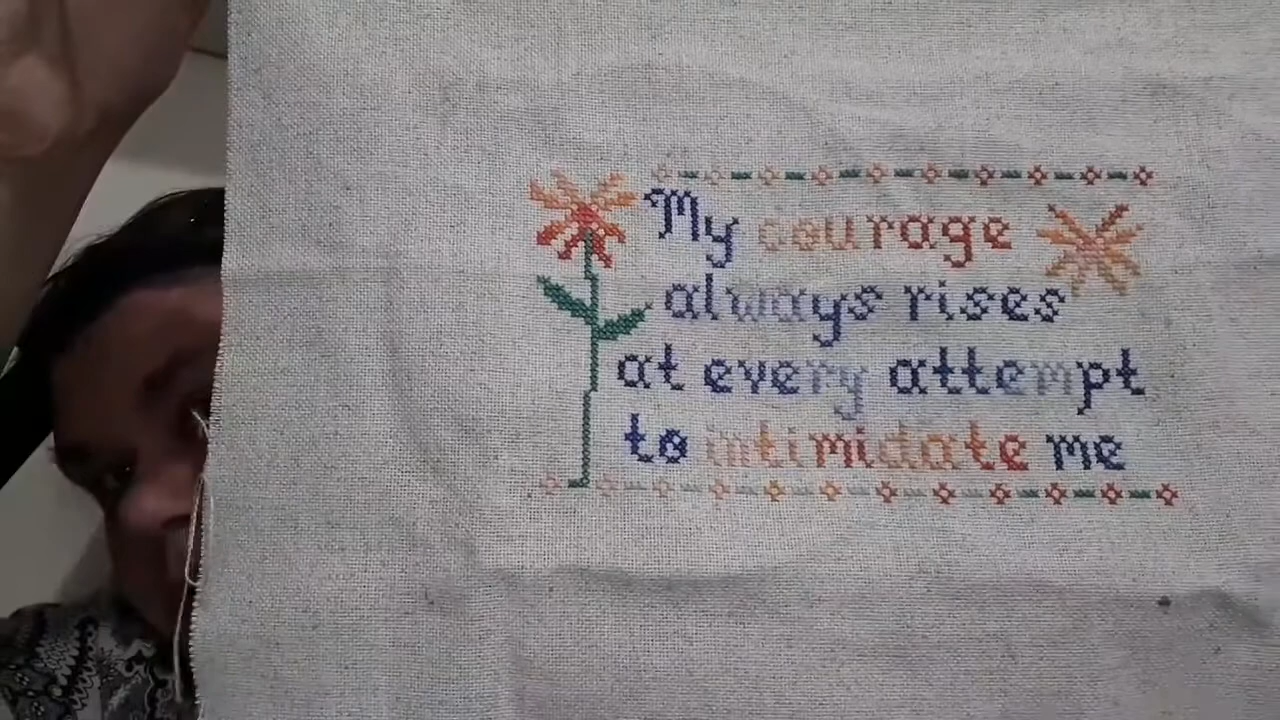 My courage
always rises
at every attempt
to intimidate me